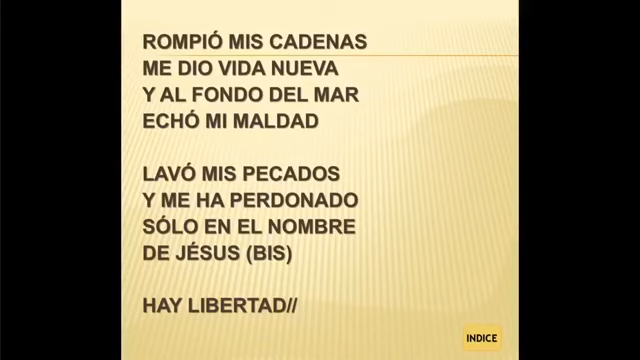 ROMPIÓ MIS CADENAS
ME DIO VIDA NUEVA
Y AL FONDO DEL MAR
ECHÓ MI MALDAD
LAVÓ MIS PECADOS
Y ME HA PERDONADO
SÓLO EN EL NOMBRE
DE JÉSUS (BIS)
HAY LIBERTAD//
INDICE